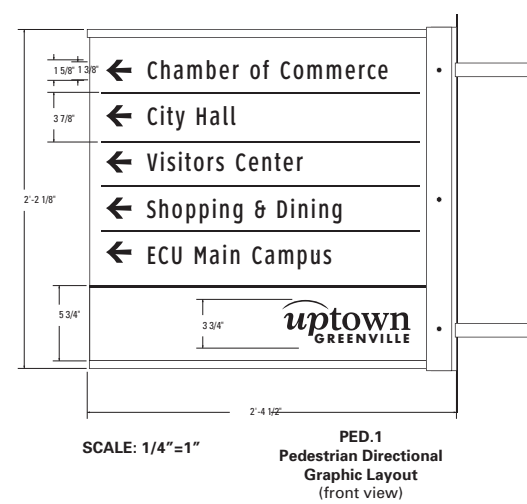 1 5/8" 1 3/8"
← Chamber of Commerce
3 7/8"
← City Hall
← Visitors Center
2'-2 1/8"
← Shopping & Dining
← ECU Main Campus
5 3/4"
3 3/4"
uptown
GREENVILLE
2'-4 1/2"
SCALE: 1/4"=1"
PED.1
Pedestrian Directional
Graphic Layout
(front view)